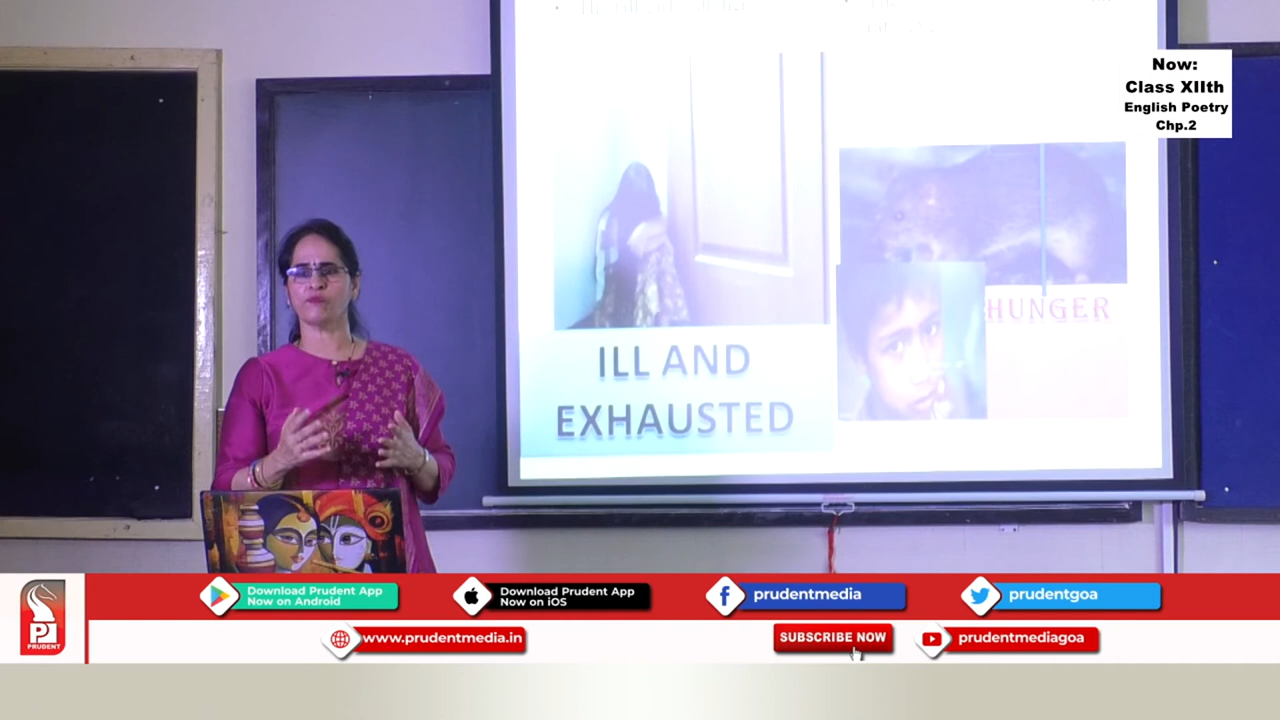 Now:
Class XIIth
English Poetry
Chp.2
HUNGER
ILL AND
EXHAUSTED
Download Prudent App
Now on Android
Download Prudent App
Now on iOS
prudentmedia
prudentgoa
PRUDENT
www.prudentmedia.in
SUBSCRIBE NOW
prudentmediagoa